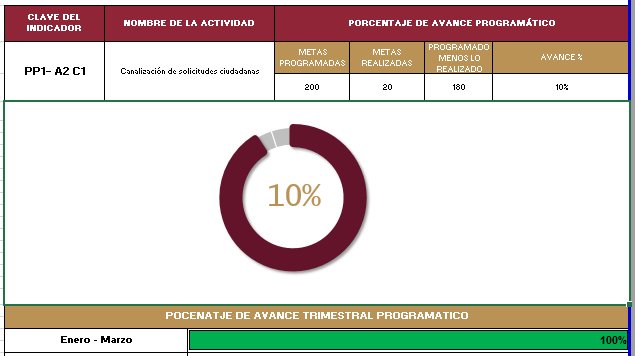 CLAVE DEL INDICADOR
NOMBRE DE LA ACTIVIDAD
PORCENTAJE DE AVANCE PROGRAMÁTICO
METAS PROGRAMADAS
METAS REALIZADAS
PROGRAMADO MENOS LO REALIZADO
AVANCE %
PP1- A2 C1
Canalización de solicitudes ciudadanas
200
20
180
10%
10%
POCENATJE DE AVANCE TRIMESTRAL PROGRAMATICO
Enero - Marzo
100%